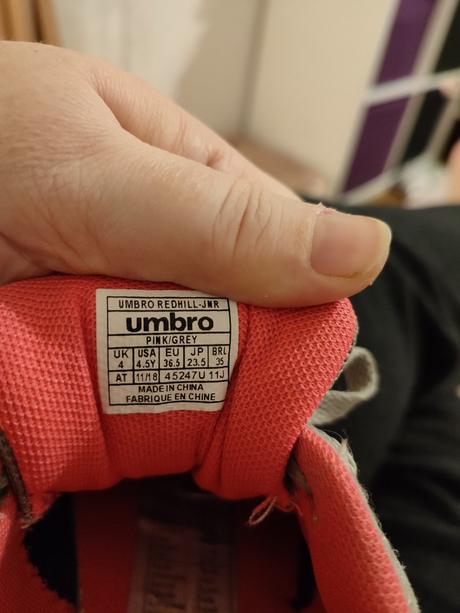 UMBRO REDHILL-JNR
umbro
PINK/GREY
UK USA EU JP BRL
4 4.5Y 36.5 23.5 35
AT 11/18 45247U 11J
MADE IN CHINA
FABRIQUE EN CHINE